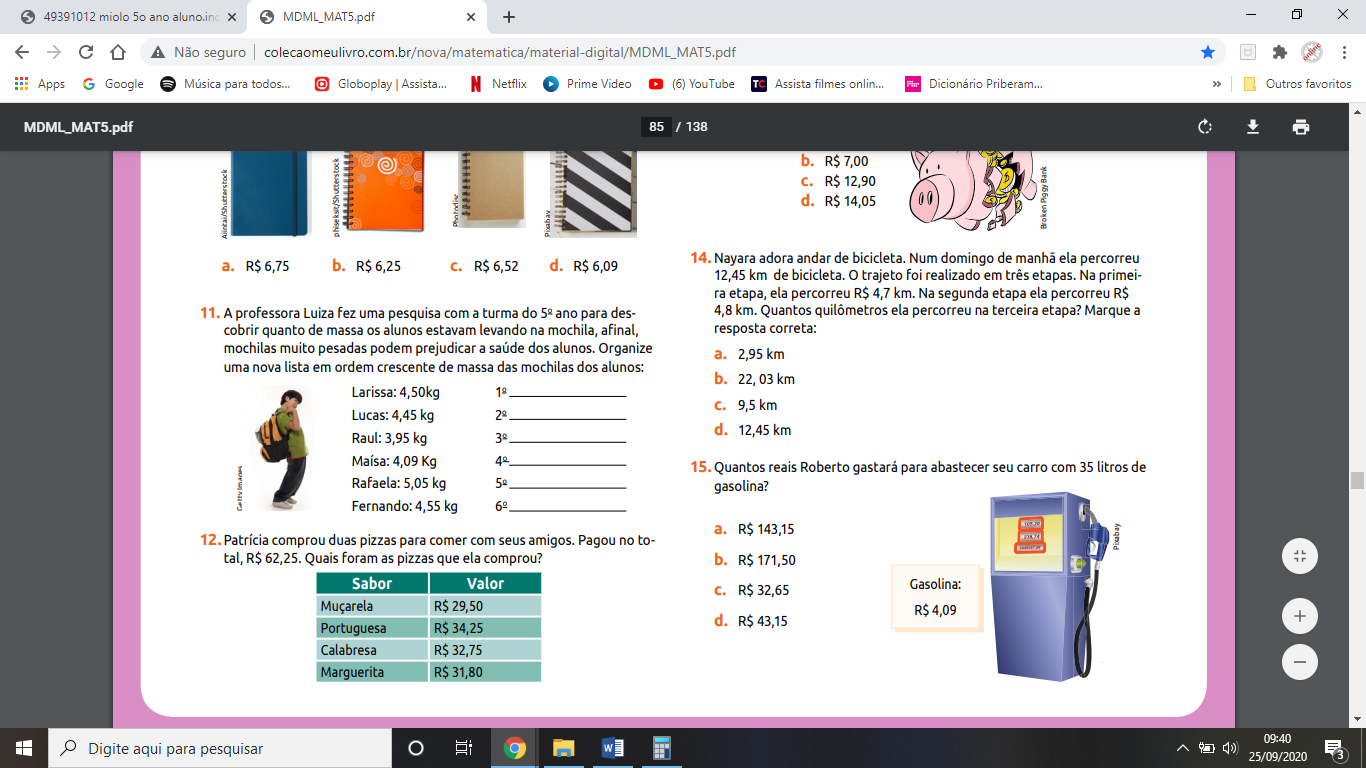 49391012 miolo 5o ano aluno.inc
MDML_MAT5.pdf
Não seguro
colecaomeulivro.com.br/nova/matematica/material-digital/MDML_MAT5.pdf
Apps
Google
Música para todos...
Globoplay | Assista...
Netflix
Prime Video
(6) YouTube
Assista filmes onlin...
Dicionário Priberam...
»
Outros favoritos
MDML_MAT5.pdf
85 / 138
Aiintai/Shutterstock
phiseksit/Shutterstock
Photodisc
Pixabay
a. R$ 6,75
b. R$ 6,25
c. R$ 6,52
d. R$ 6,09
11. A professora Luiza fez uma pesquisa com a turma do 5º ano para des-
cobrir quanto de massa os alunos estavam levando na mochila, afinal,
mochilas muito pesadas podem prejudicar a saúde dos alunos. Organize
uma nova lista em ordem crescente de massa das mochilas dos alunos:
Getty Images
Larissa: 4,50kg 1º
Lucas: 4,45 kg 2º
Raul: 3,95 kg 3º
Maísa: 4,09 Kg 4º
Rafaela: 5,05 kg 5º
Fernando: 4,55 kg 6º
12. Patrícia comprou duas pizzas para comer com seus amigos. Pagou no to-
tal, R$ 62,25. Quais foram as pizzas que ela comprou?
Sabor Valor
Muçarela R$ 29,50
Portuguesa R$ 34,25
Calabresa R$ 32,75
Marguerita R$ 31,80
b. R$ 7,00
c. R$ 12,90
d. R$ 14,05
Broken Piggy Bank
14. Nayara adora andar de bicicleta. Num domingo de manhã ela percorreu
12,45 km de bicicleta. O trajeto foi realizado em três etapas. Na primei-
ra etapa, ela percorreu R$ 4,7 km. Na segunda etapa ela percorreu R$
4,8 km. Quantos quilômetros ela percorreu na terceira etapa? Marque a
resposta correta:
a. 2,95 km
b. 22, 03 km
c. 9,5 km
d. 12,45 km
15. Quantos reais Roberto gastará para abastecer seu carro com 35 litros de
gasolina?
a. R$ 143,15
b. R$ 171,50
c. R$ 32,65
d. R$ 43,15
Gasolina:
R$ 4,09
Pixabay
Digite aqui para pesquisar
09:40
25/09/2020
3